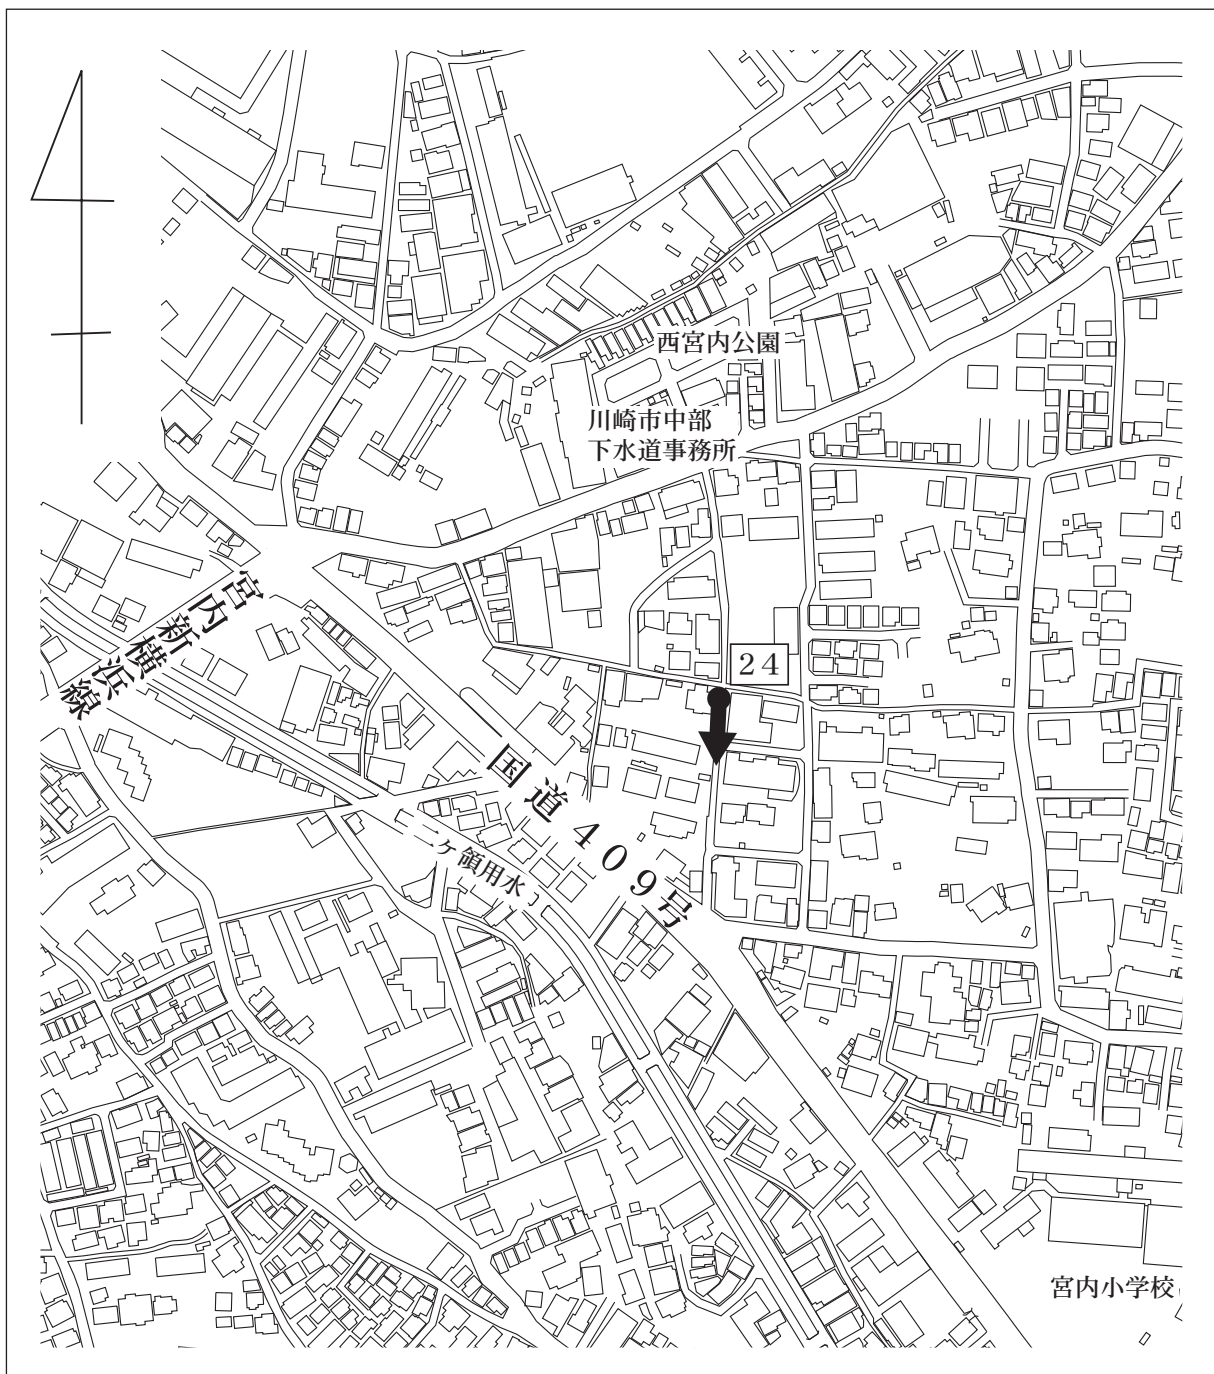 西宮内公園
川崎市中部
下水道事務所
宮内新横浜線
24
国道409号
二ヶ領用水
宮内小学校